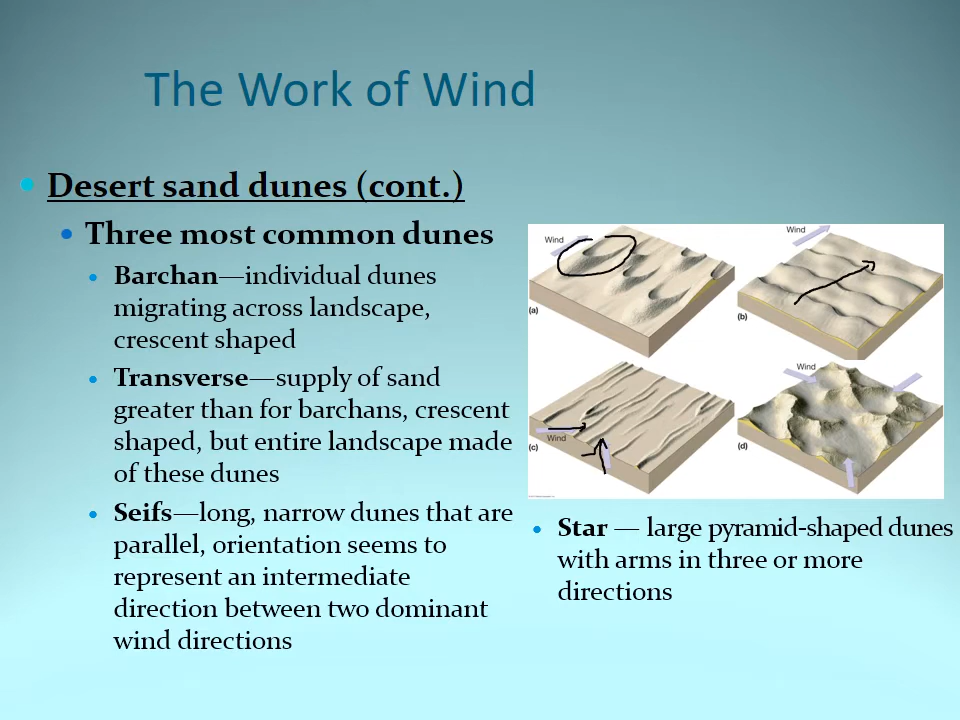 The Work of Wind
Desert sand dunes (cont.)
Three most common dunes
Barchan—individual dunes
migrating across landscape,
crescent shaped
Transverse—supply of sand
greater than for barchans, crescent
shaped, but entire landscape made
of these dunes
Seifs—long, narrow dunes that are
parallel, orientation seems to
represent an intermediate
direction between two dominant
wind directions
Wind
(a)
Wind
(b)
Wind
(c)
Wind
(d)
Star — large pyramid-shaped dunes
with arms in three or more
directions